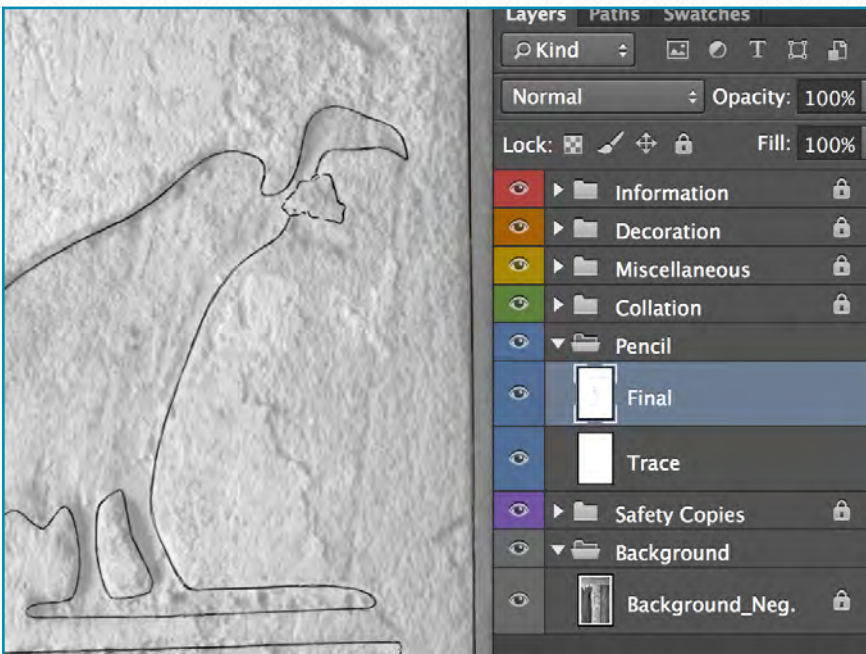 Layers Paths Swatches
Kind
Normal Opacity: 100%
Lock: Fill: 100%
Information
Decoration
Miscellaneous
Collation
Pencil
Final
Trace
Safety Copies
Background
Background_Neg.